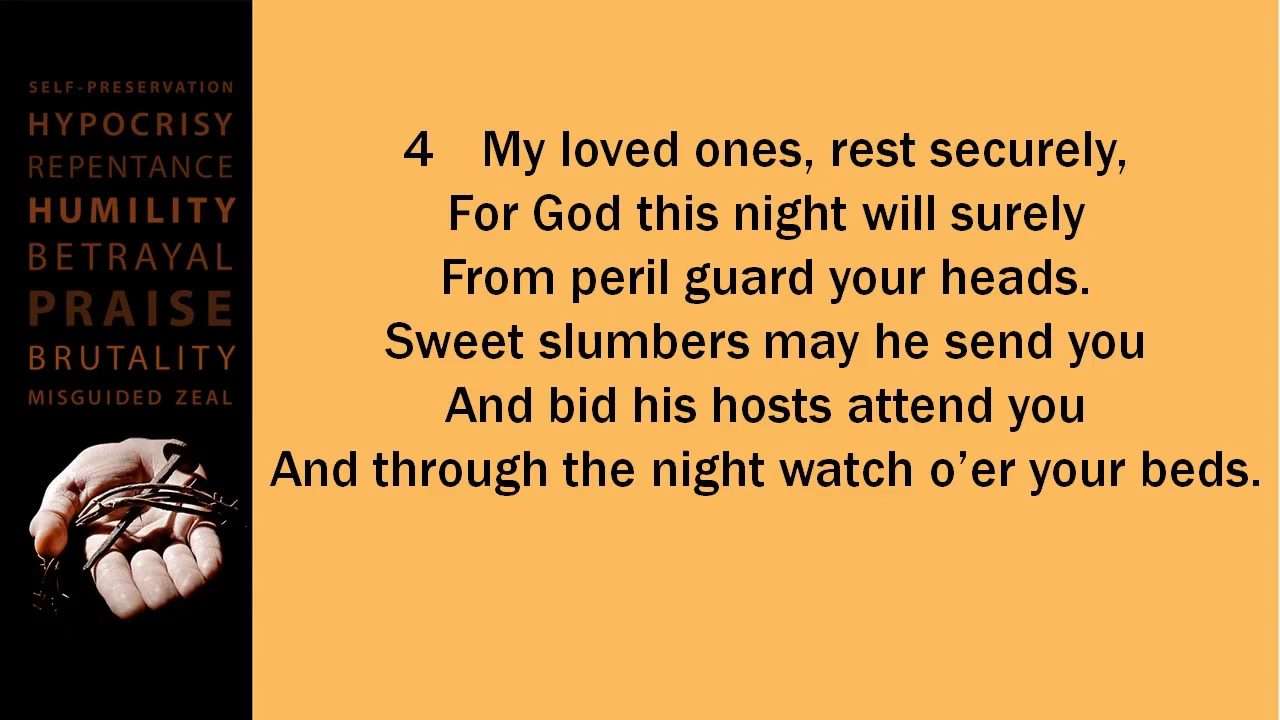 SELF-PRESERVATION
HYPOCRISY
REPENTANCE
HUMILITY
BETRAYAL
PRAISE
BRUTALITY
MISGUIDED ZEAL
4 My loved ones, rest securely,
For God this night will surely
From peril guard your heads.
Sweet slumbers may he send you
And bid his hosts attend you
And through the night watch o’er your beds.